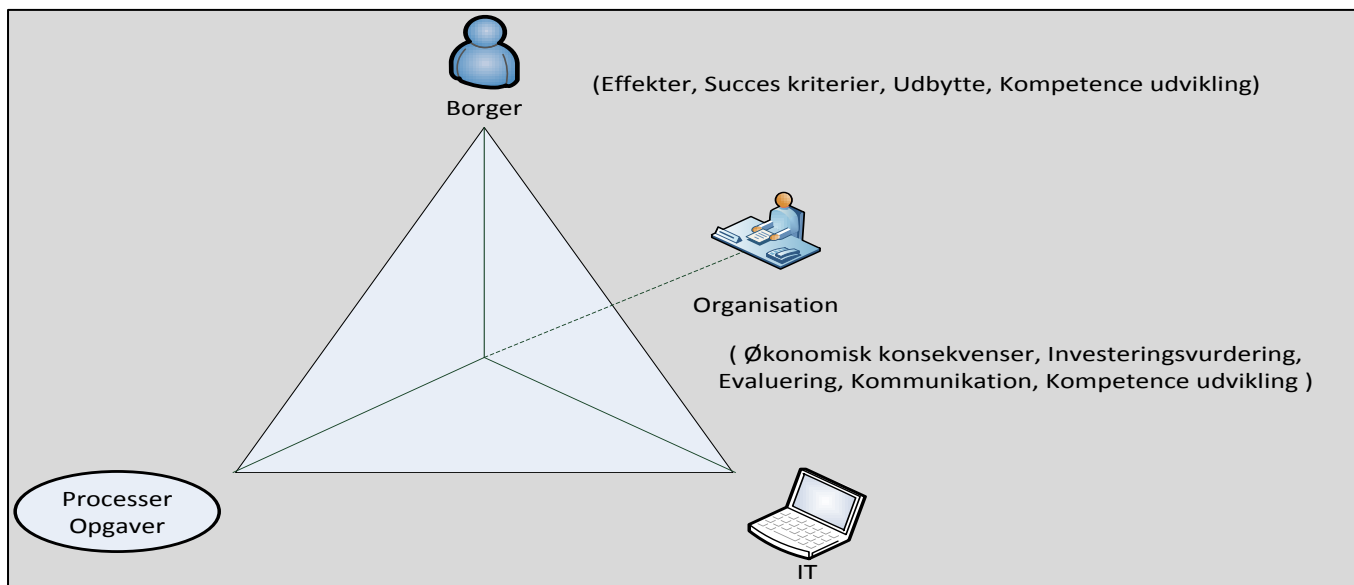 Borger
(Effekter, Succes kriterier, Udbytte, Kompetence udvikling)
Organisation
( Økonomisk konsekvenser, Investeringsvurdering,
Evaluering, Kommunikation, Kompetence udvikling )
Processer
Opgaver
IT